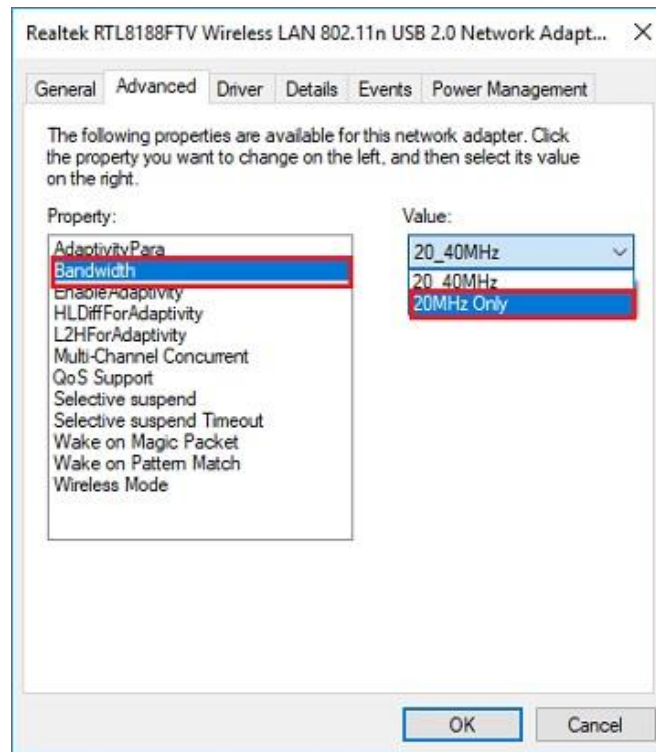 Realtek RTL8188FTV Wireless LAN 802.11n USB 2.0 Network Adapt...
General Advanced Driver Details Events Power Management
The following properties are available for this network adapter. Click
the property you want to change on the left, and then select its value
on the right.
Property:
Value:
AdaptivityPara
Bandwidth
EnableAdaptivity
HLDiffForAdaptivity
L2HForAdaptivity
Multi-Channel Concurrent
QoS Support
Selective suspend
Selective suspend Timeout
Wake on Magic Packet
Wake on Pattern Match
Wireless Mode
20_40MHz
20_40MHz
20MHz Only
OK Cancel